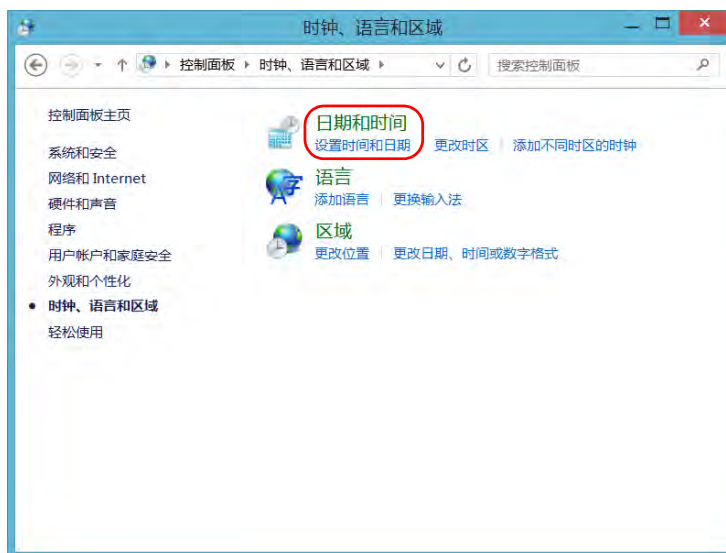 时钟、语言和区域
控制面板 时钟、语言和区域 搜索控制面板
控制面板主页
系统和安全
网络和 Internet
硬件和声音
程序
用户帐户和家庭安全
外观和个性化
时钟、语言和区域
轻松使用
日期和时间
设置时间和日期 更改时区 添加不同时区的时钟
语言
添加语言 更换输入法
区域
更改位置 更改日期、时间或数字格式